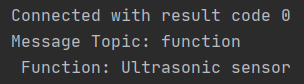 Connected with result code 0
Message Topic: function
 Function: Ultrasonic sensor